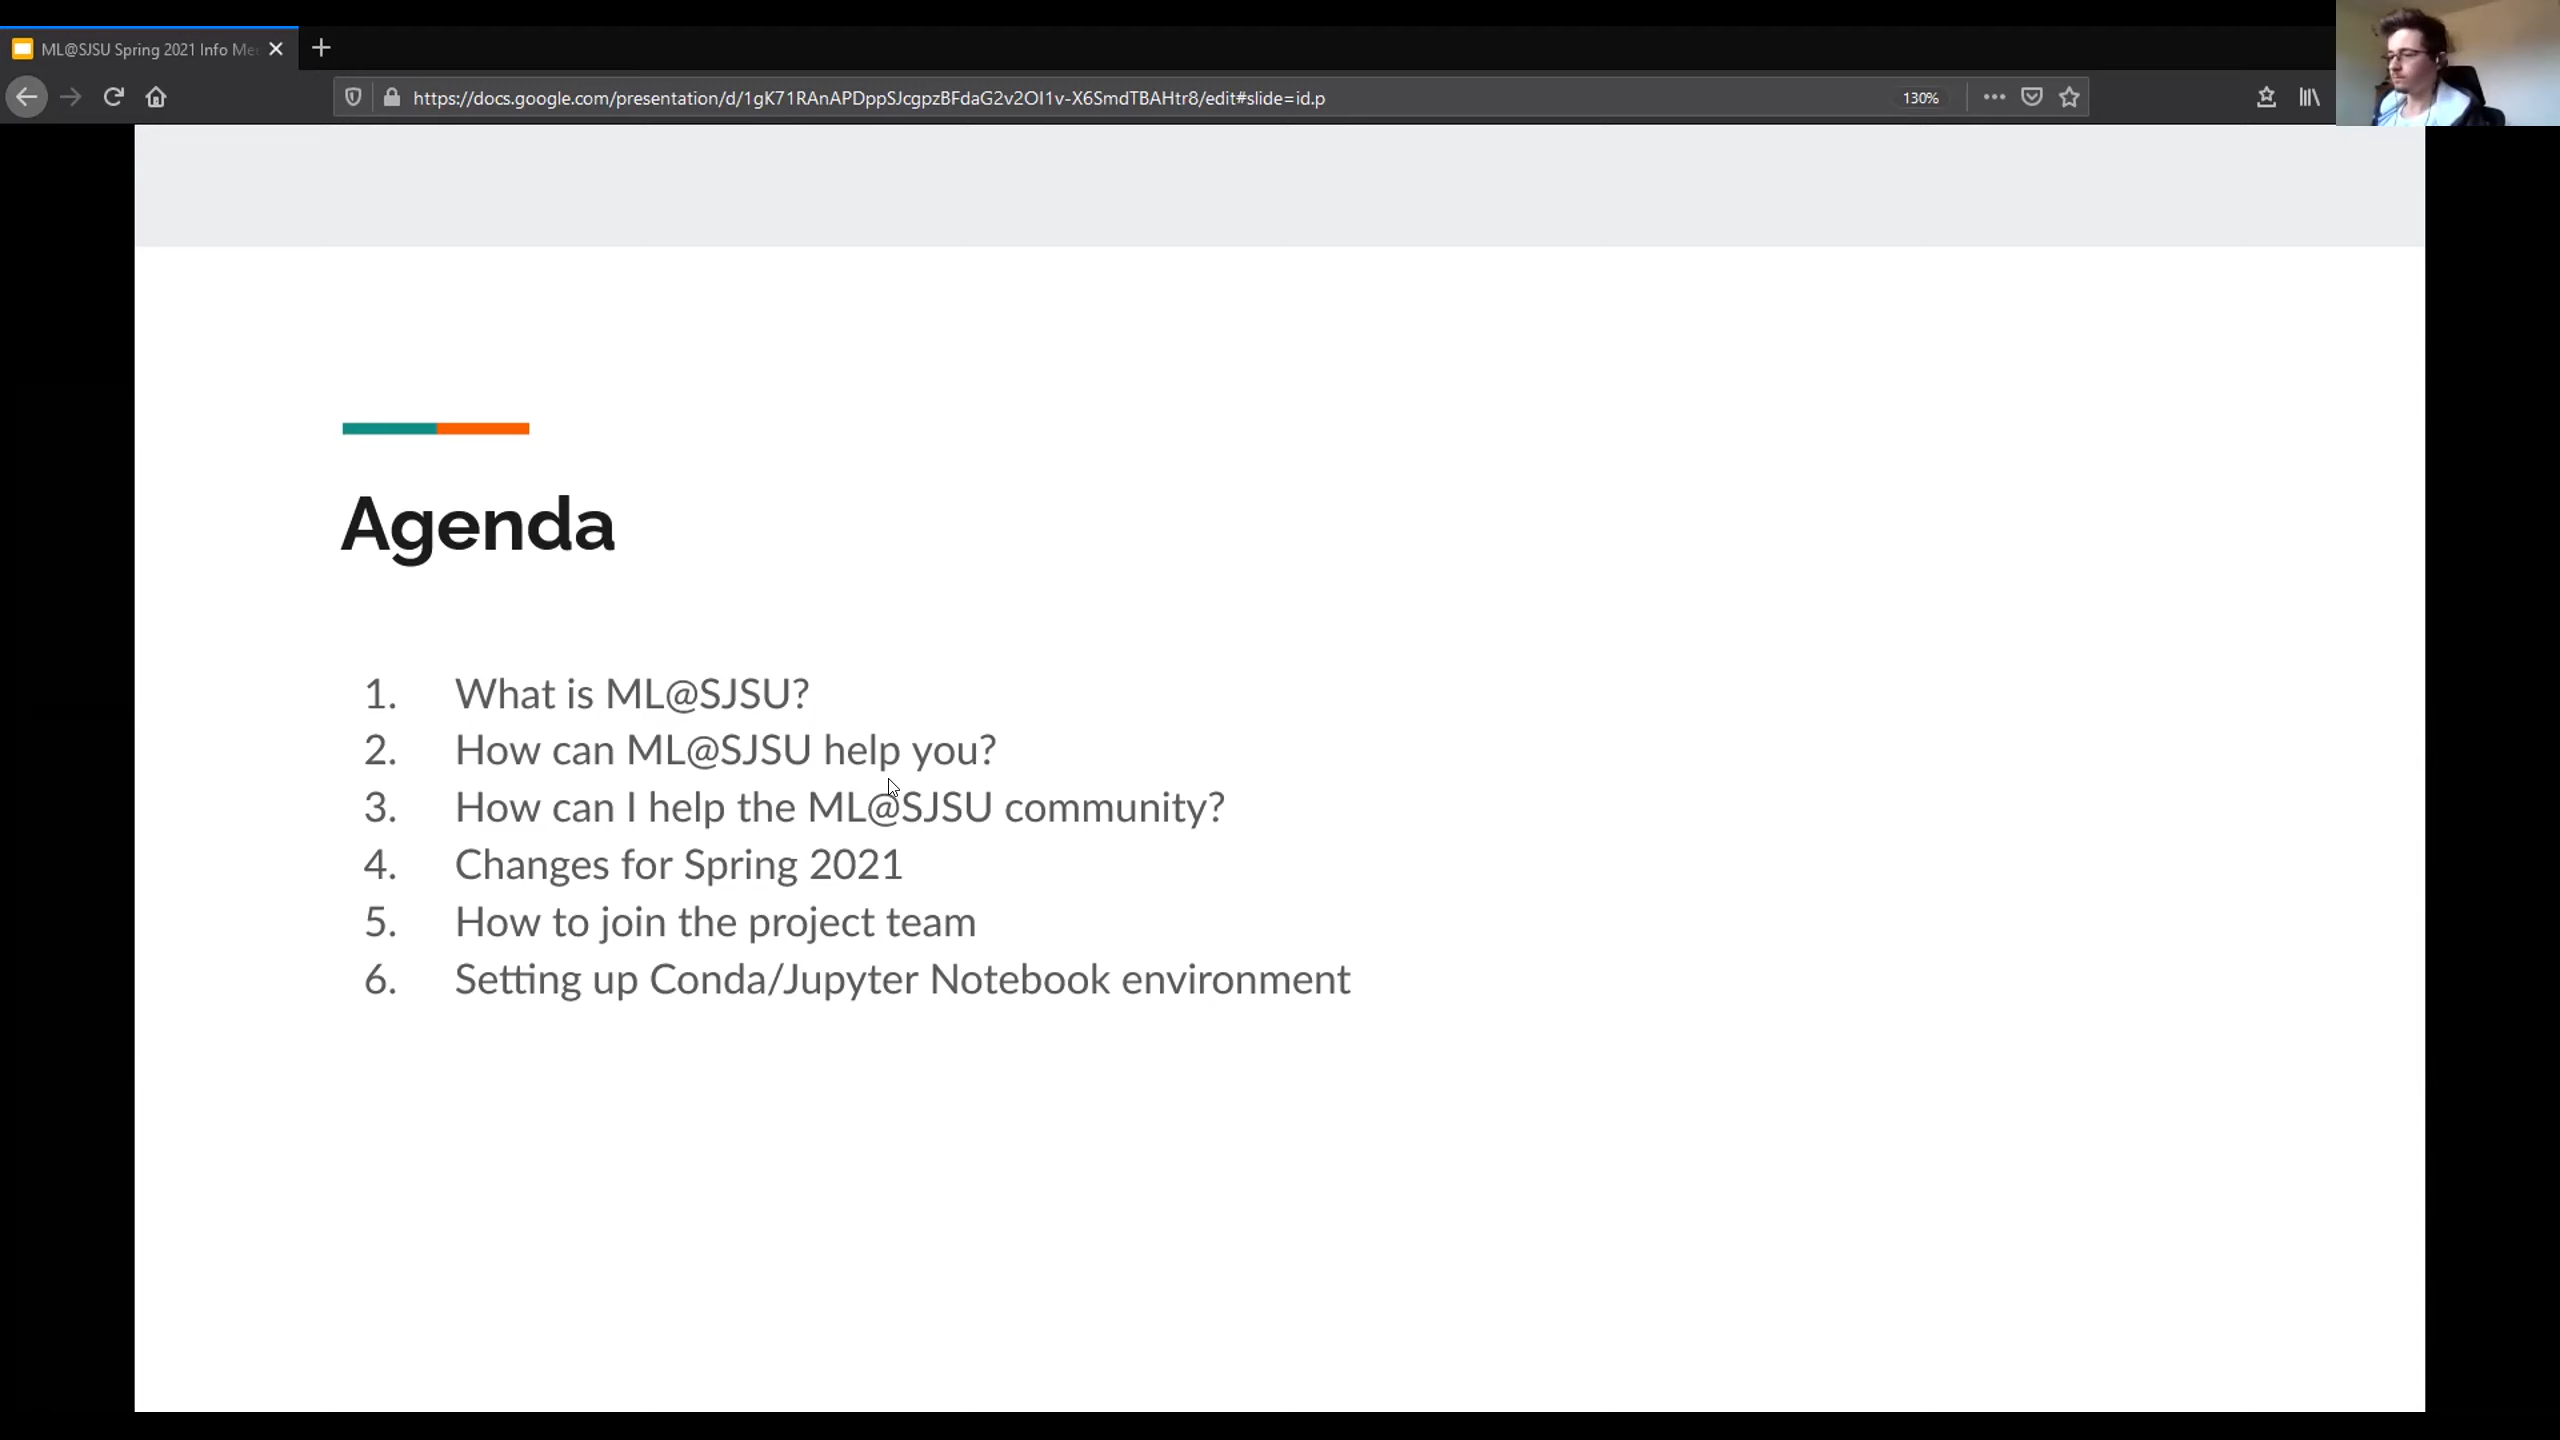 ML@SJSU Spring 2021 Info Mee
https://docs.google.com/presentation/d/1gK71RAnAPDppSJcgpzBFdaG2v2OI1v-X6SmdTBAHtr8/edit#slide=id.p
130%
Agenda
1. What is ML@SJSU?
2. How can ML@SJSU help you?
3. How can I help the ML@SJSU community?
4. Changes for Spring 2021
5. How to join the project team
6. Setting up Conda/Jupyter Notebook environment